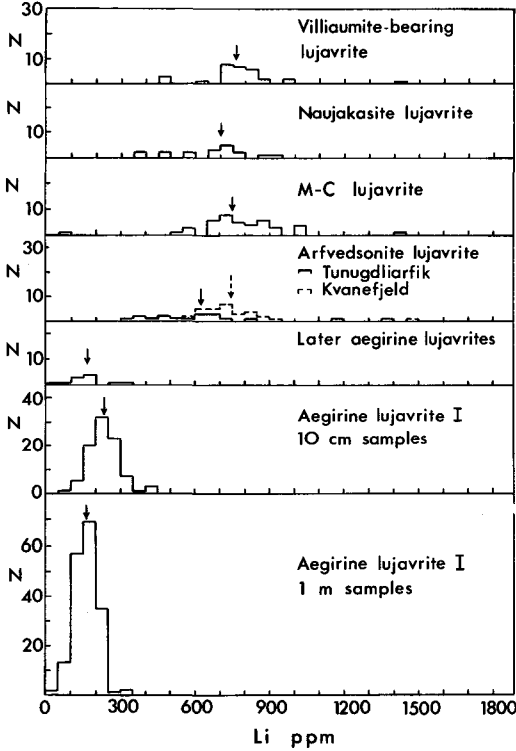 30
N
10
Villiaumite-bearing
lujavrite
N
10
Naujakasite lujavrite
N
10
M-C lujavrite
30
N
10
Arfvedsonite lujavrite
Tunugdliarfik
Kvanefjeld
N
10
Later aegirine lujavrites
40
N
20
0
Aegirine lujavrite I
10 cm samples
60
N
40
20
Aegirine lujavrite I
1 m samples
0 300 600 900 1200 1500 1800
Li ppm